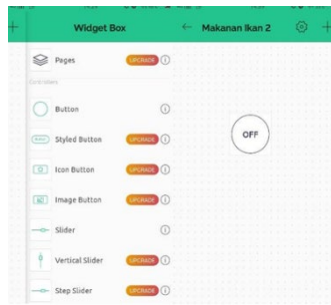 Widget Box
Pages
UPGRADE
Controllers
Button
Styled Button
UPGRADE
Icon Button
UPGRADE
Image Button
UPGRADE
Slider
Vertical Slider
UPGRADE
Step Slider
UPGRADE
Makanan Ikan 2
OFF